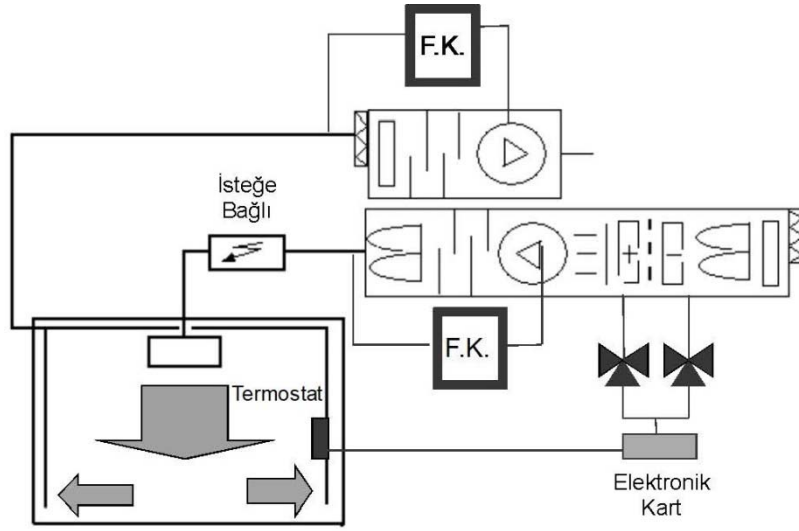 F.K.
İsteğe
Bağlı
F.K.
Termostat
Elektronik
Kart